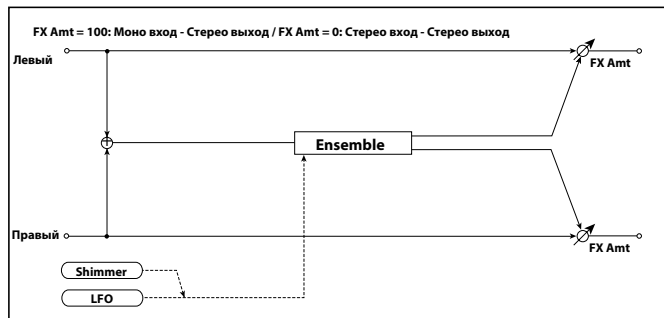 FX Amt = 100: Моно вход - Стерео выход / FX Amt = 0: Стерео вход - Стерео выход
Левый
FX Amt
Ensemble
Правый
FX Amt
Shimmer
LFO